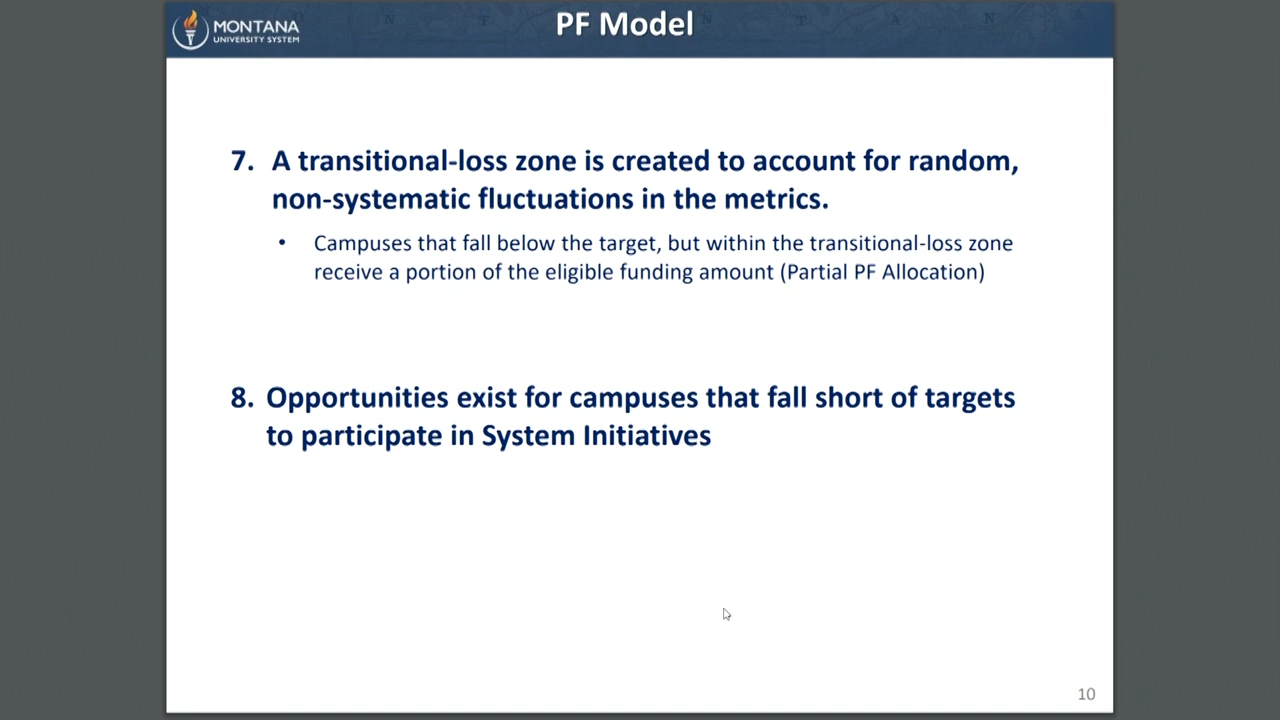 MONTANA
UNIVERSITY SYSTEM
PF Model
7. A transitional-loss zone is created to account for random,
non-systematic fluctuations in the metrics.
• Campuses that fall below the target, but within the transitional-loss zone
receive a portion of the eligible funding amount (Partial PF Allocation)
8. Opportunities exist for campuses that fall short of targets
to participate in System Initiatives
10